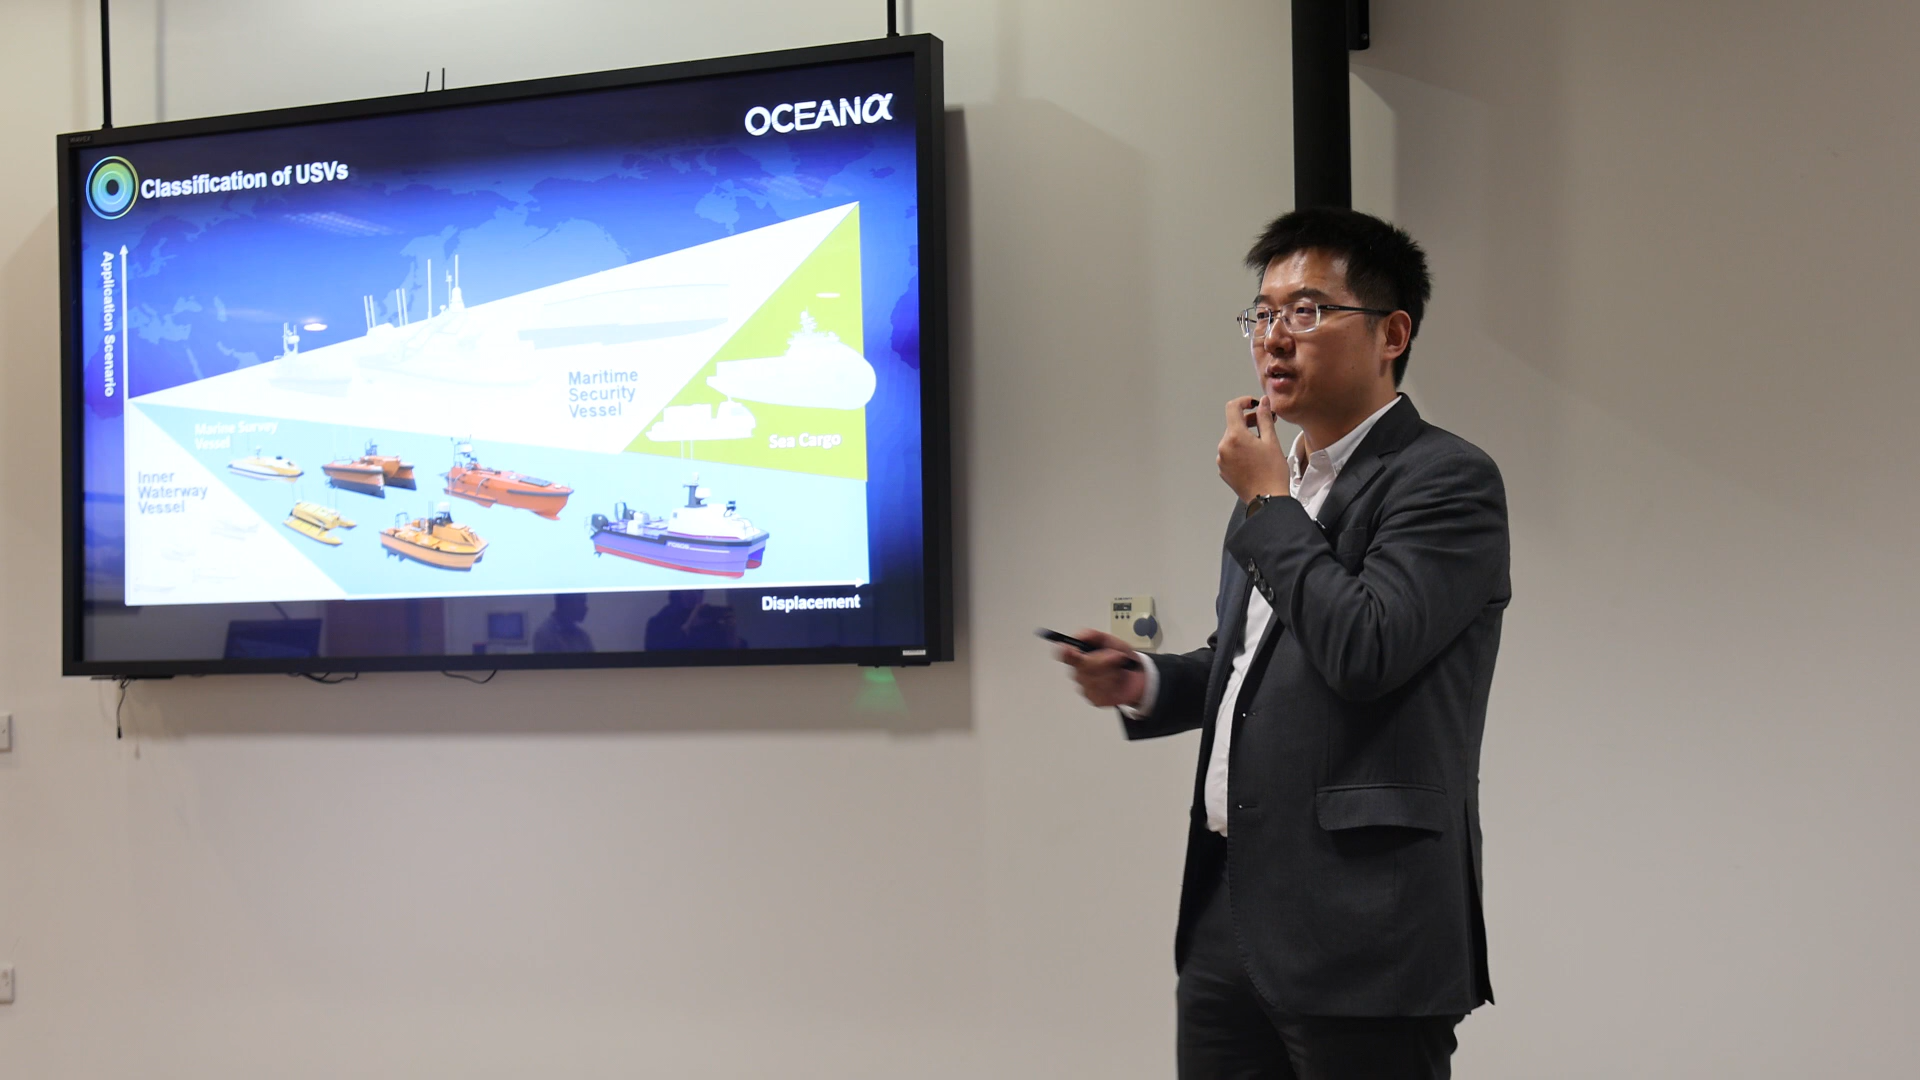 OCEANα
Classification of USVs
Application Scenario
Maritime
Security
Vessel
Marine Survey
Vessel
Sea Cargo
Inner
Waterway
Vessel
Displacement